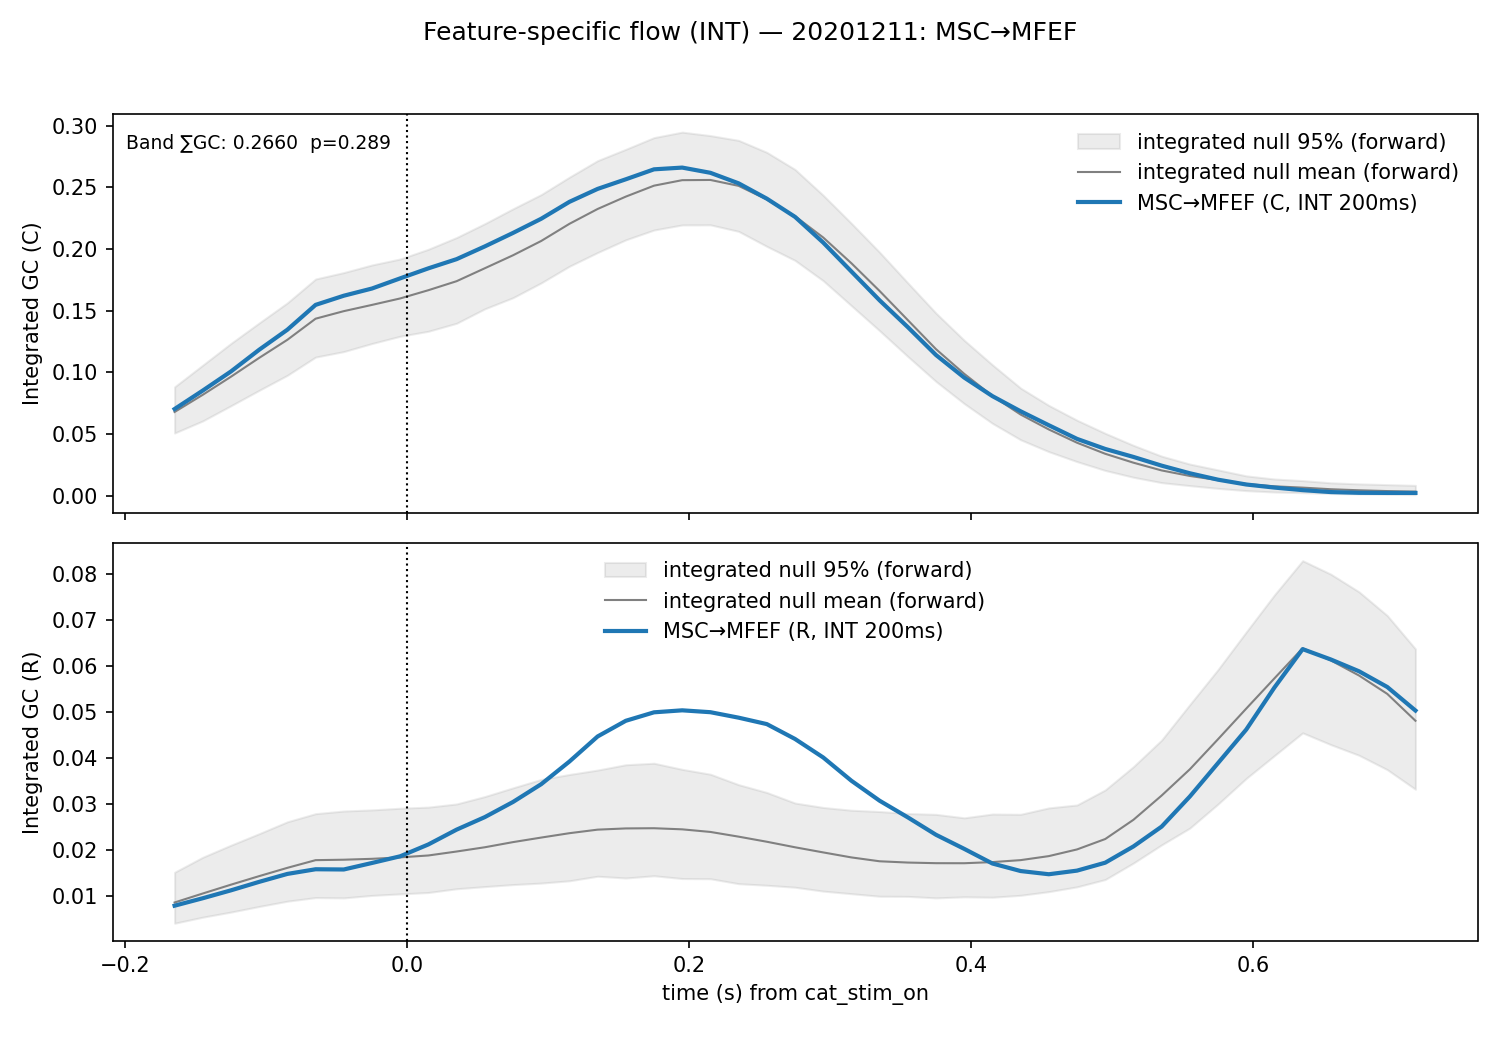 Feature-specific flow (INT) — 20201211: MSC→MFEF
Band ∑GC: 0.2660  p=0.289
integrated null 95% (forward)
integrated null mean (forward)
MSC→MFEF (C, INT 200ms)
Integrated GC (C)
0.30
0.25
0.20
0.15
0.10
0.05
0.00
integrated null 95% (forward)
integrated null mean (forward)
MSC→MFEF (R, INT 200ms)
Integrated GC (R)
0.08
0.07
0.06
0.05
0.04
0.03
0.02
0.01
−0.2 0.0 0.2 0.4 0.6
time (s) from cat_stim_on